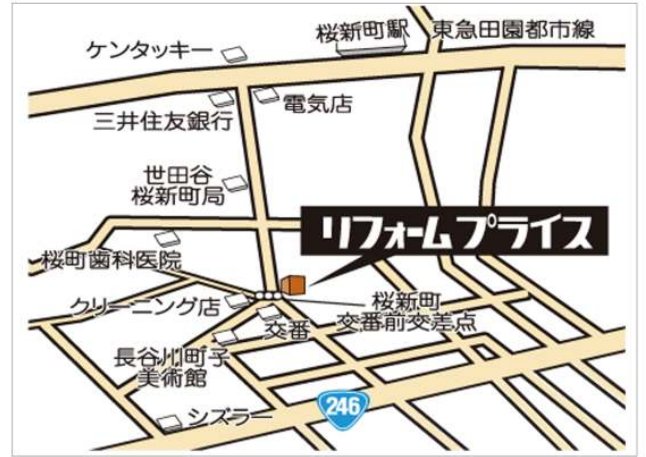 桜新町駅
東急田園都市線
ケンタッキー
三井住友銀行
電気店
世田谷
桜新町局
リフォームプライス
桜町歯科医院
クリーニング店
桜新町
交番前交差点
交番
長谷川町子
美術館
シズラー
246